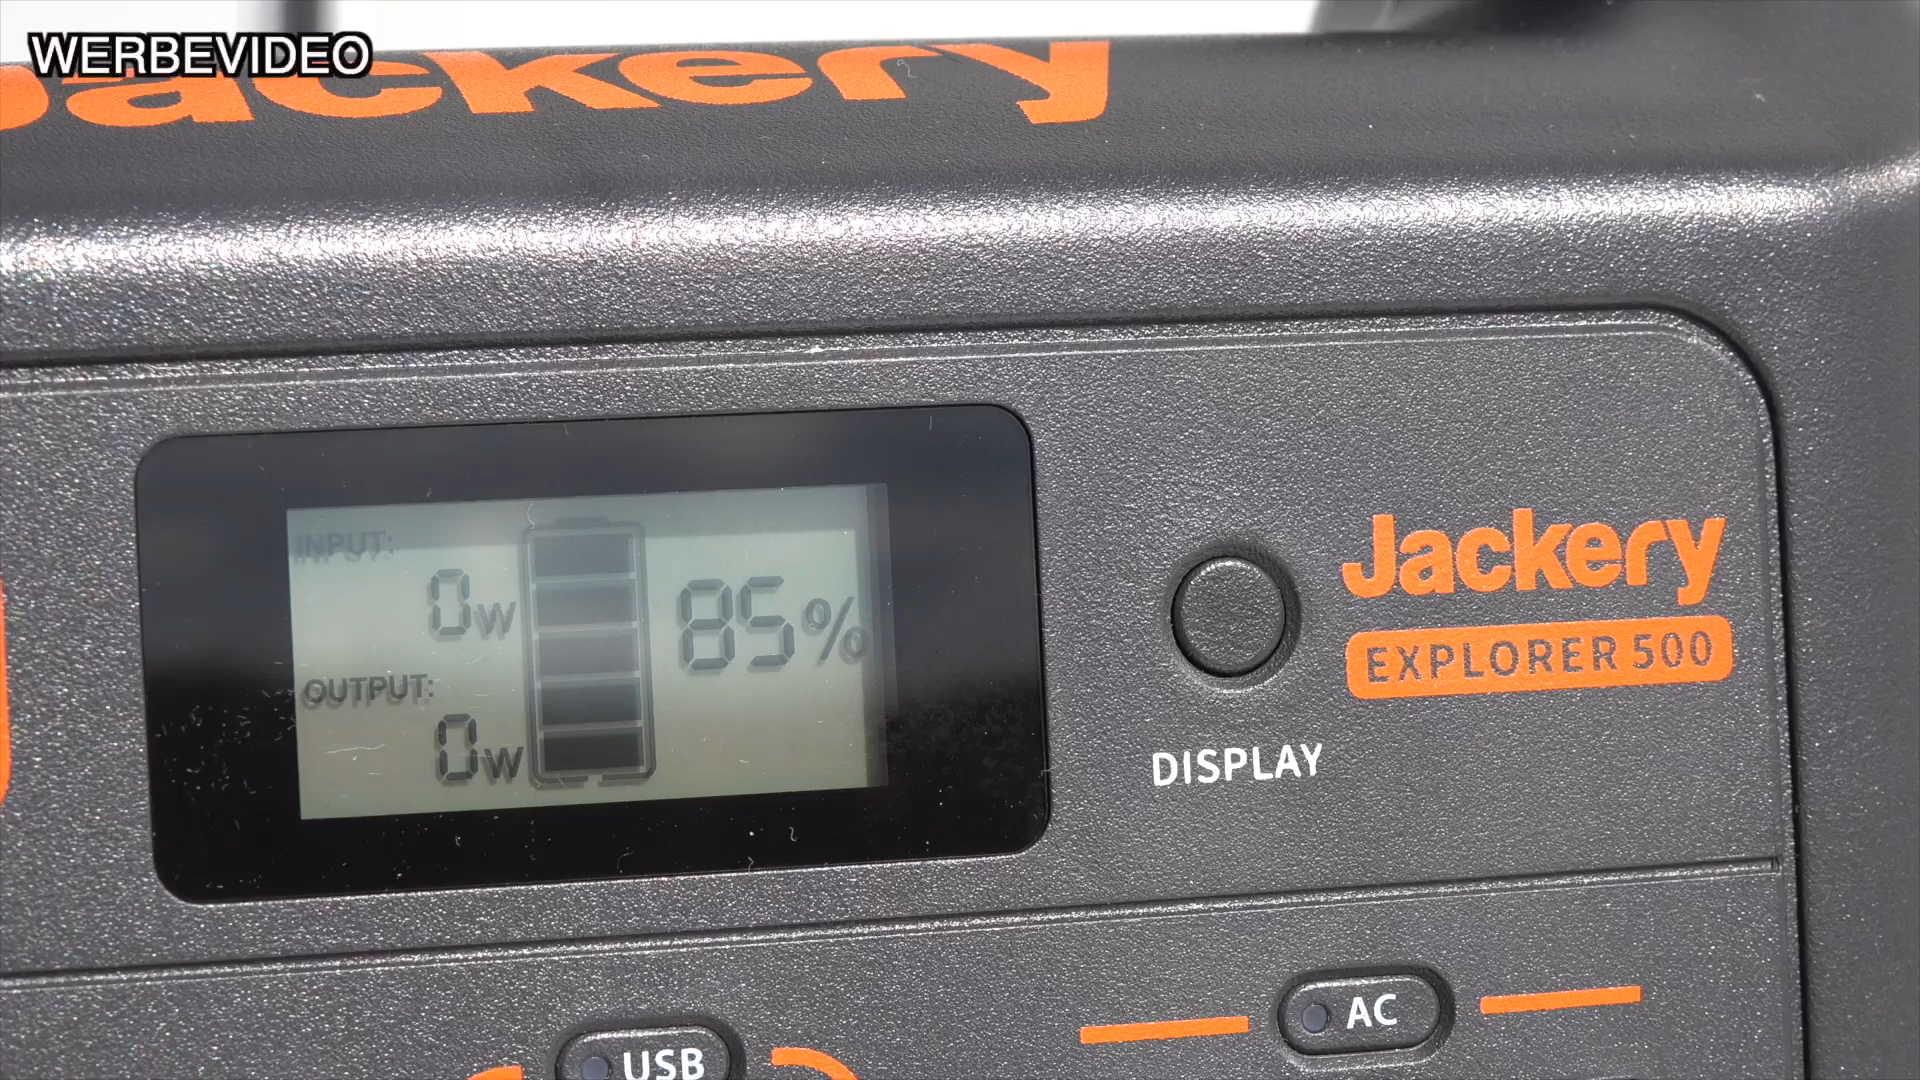 WERBEVIDEO
Jackery
INPUT:
0W
85%
OUTPUT:
0W
Jackery
EXPLORER 500
DISPLAY
AC
USB